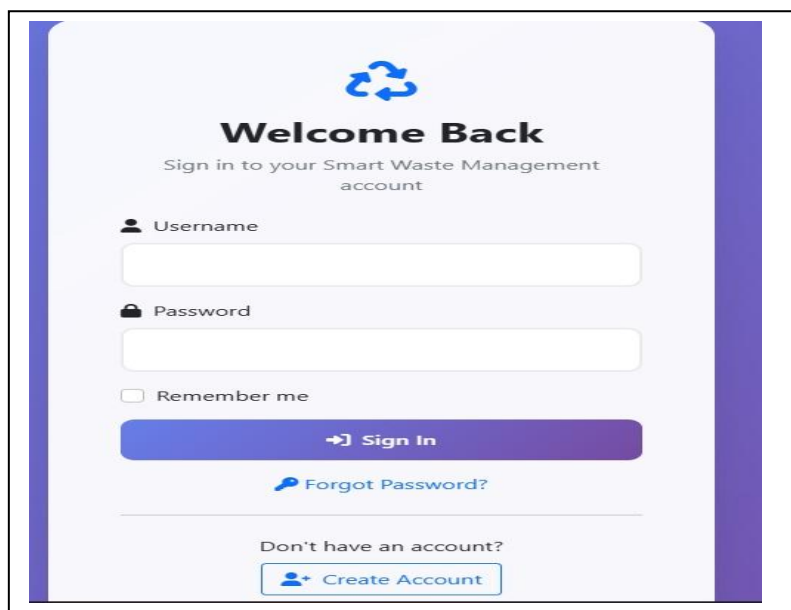 Welcome Back
Sign in to your Smart Waste Management
account
Username
Password
Remember me
Sign In
Forgot Password?
Don't have an account?
Create Account